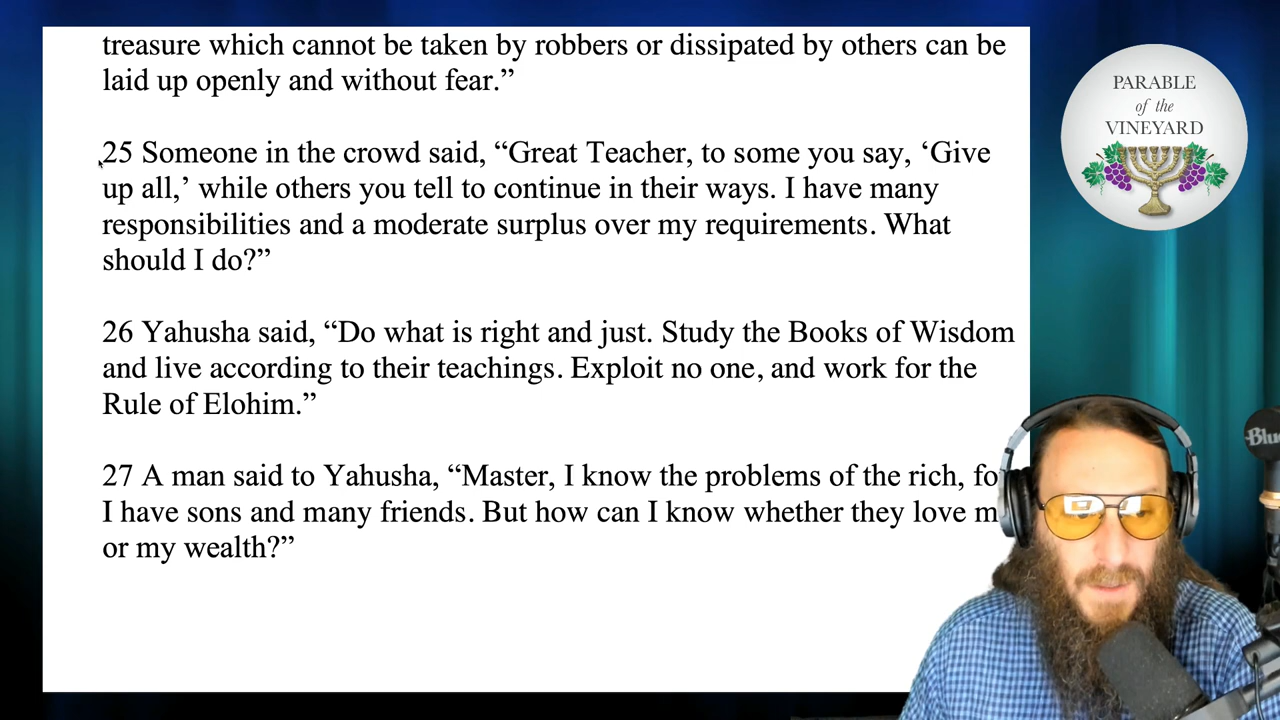 treasure which cannot be taken by robbers or dissipated by others can be
laid up openly and without fear.”
25 Someone in the crowd said, “Great Teacher, to some you say, ‘Give
up all,’ while others you tell to continue in their ways. I have many
responsibilities and a moderate surplus over my requirements. What
should I do?”
26 Yahusha said, “Do what is right and just. Study the Books of Wisdom
and live according to their teachings. Exploit no one, and work for the
Rule of Elohim.”
27 A man said to Yahusha, “Master, I know the problems of the rich, fo
I have sons and many friends. But how can I know whether they love m
or my wealth?”
PARABLE
of the
VINEYARD
Blue